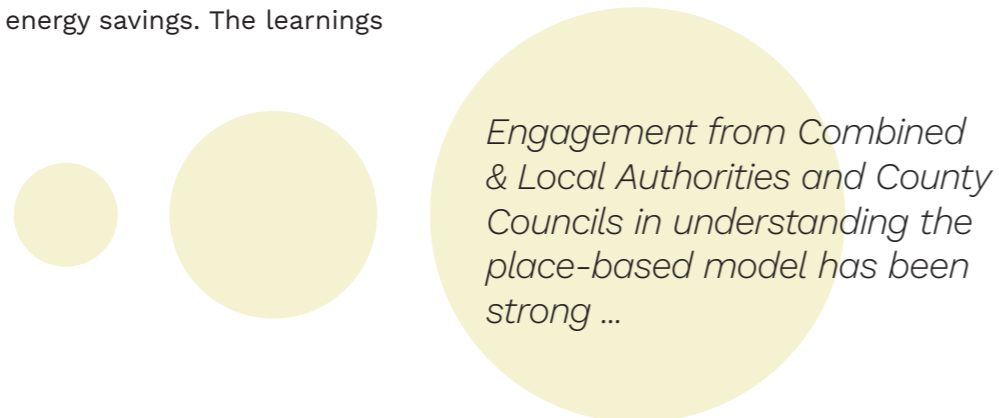 energy savings. The learnings
Engagement from Combined
& Local Authorities and County
Councils in understanding the
place-based model has been
strong ...